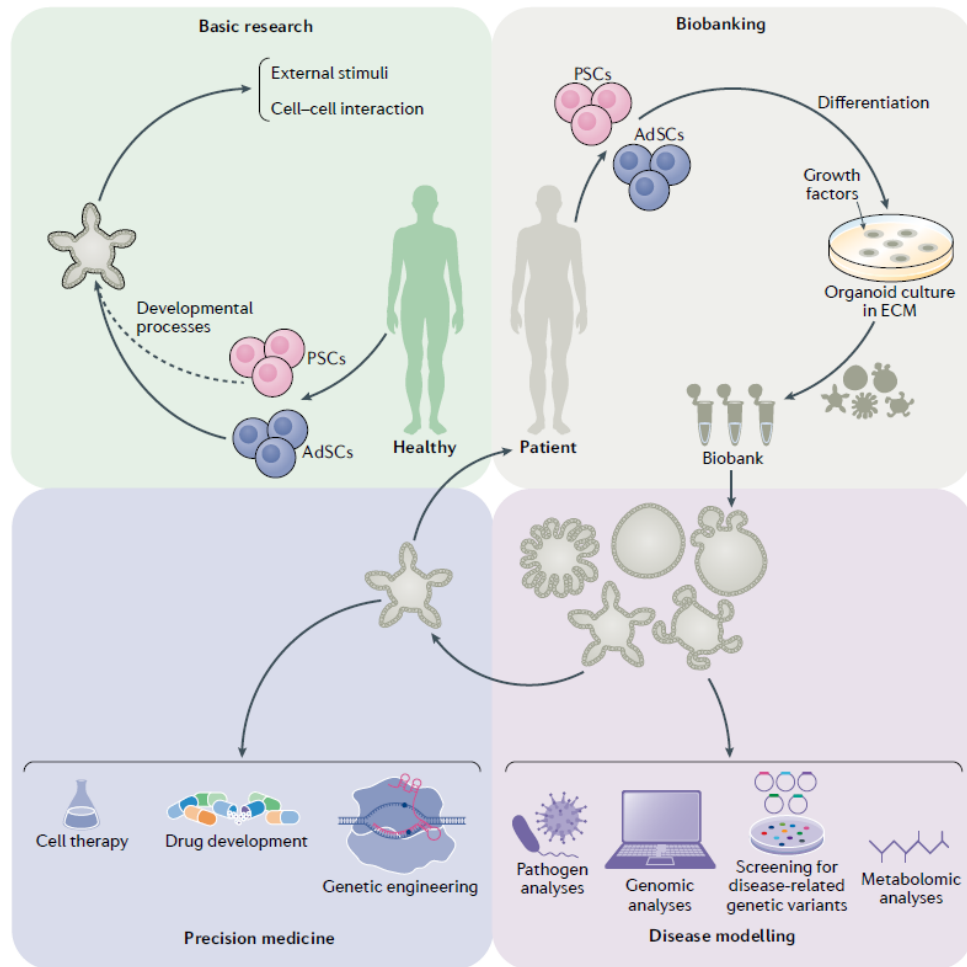 Basic research
External stimuli
Cell–cell interaction
Developmental
processes
PSCs
AdSCs
Healthy
Biobanking
PSCs
AdSCs
Differentiation
Growth
factors
Organoid culture
in ECM
Patient
Biobank
Cell therapy
Drug development
Genetic engineering
Precision medicine
Pathogen
analyses
Genomic
analyses
Screening for
disease-related
genetic variants
Metabolomic
analyses
Disease modelling